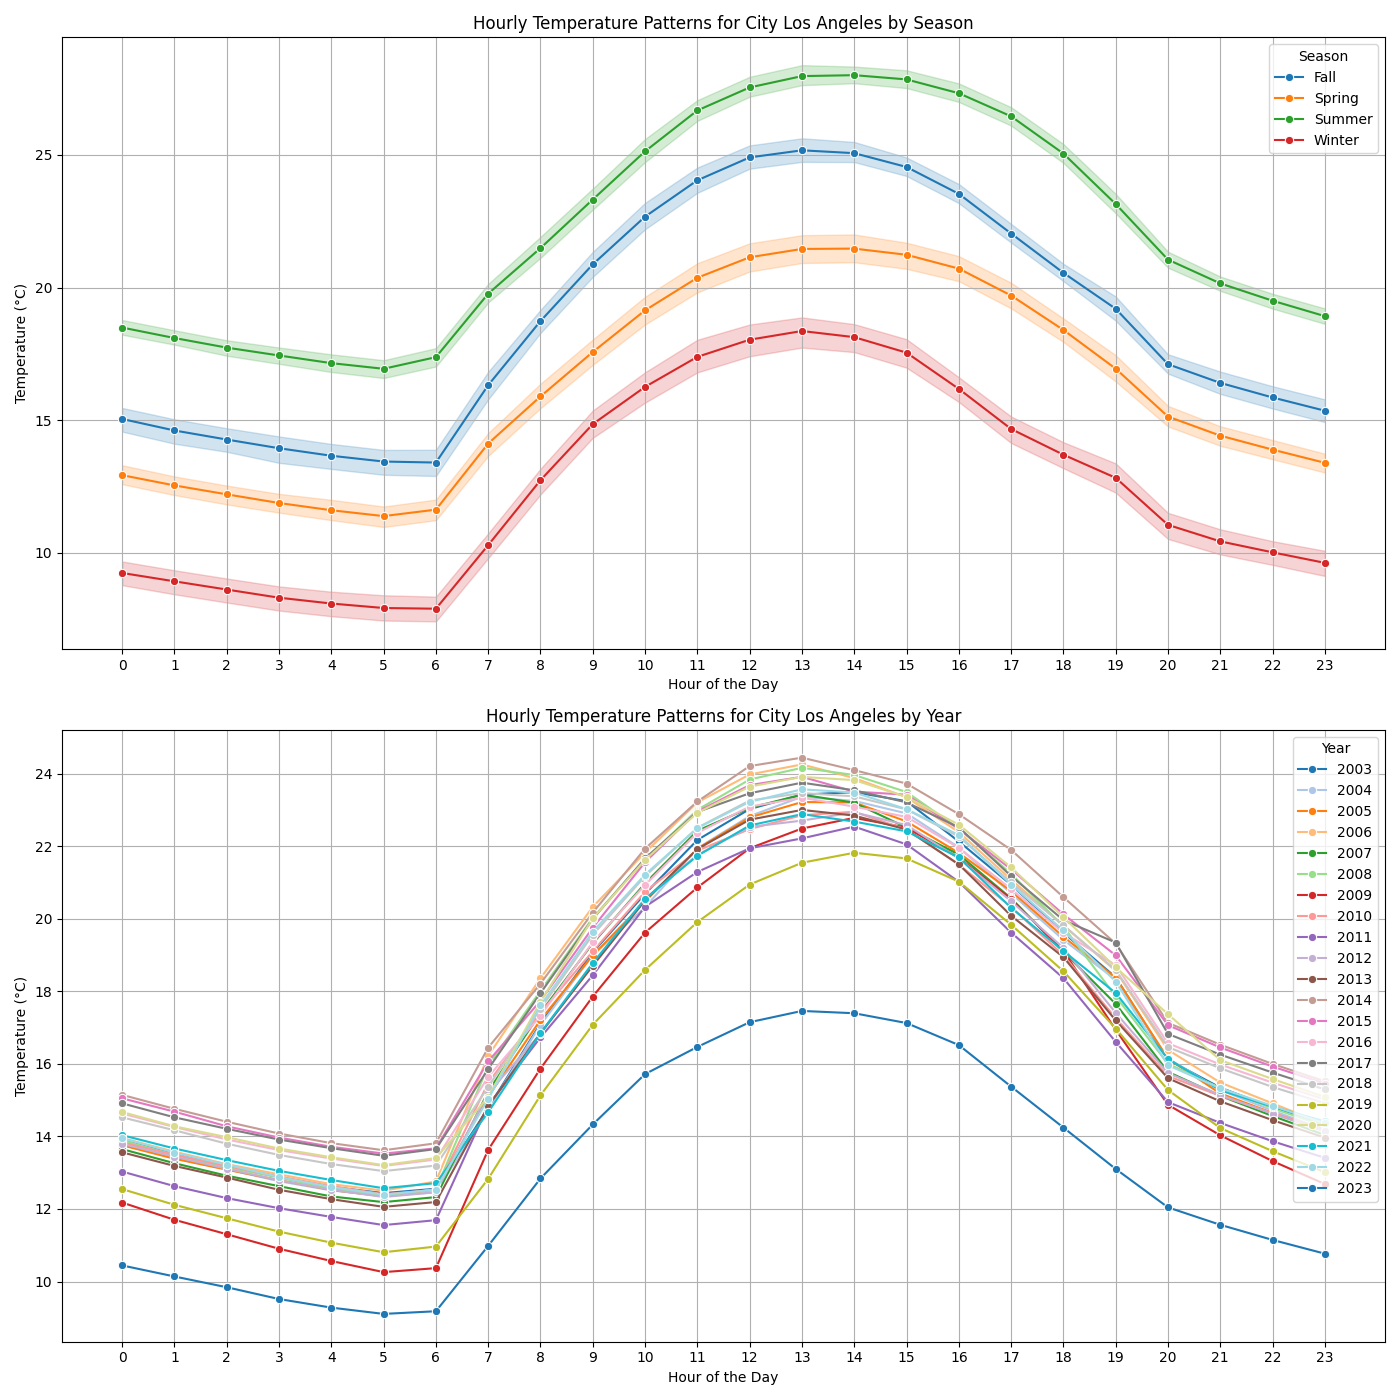 Hourly Temperature Patterns for City Los Angeles by Season
Temperature (°C)
25
20
15
10
Season
Fall
Spring
Summer
Winter
0 1 2 3 4 5 6 7 8 9 10 11 12 13 14 15 16 17 18 19 20 21 22 23
Hour of the Day
Hourly Temperature Patterns for City Los Angeles by Year
Temperature (°C)
24
22
20
18
16
14
12
10
Year
2003
2004
2005
2006
2007
2008
2009
2010
2011
2012
2013
2014
2015
2016
2017
2018
2019
2020
2021
2022
2023
0 1 2 3 4 5 6 7 8 9 10 11 12 13 14 15 16 17 18 19 20 21 22 23
Hour of the Day